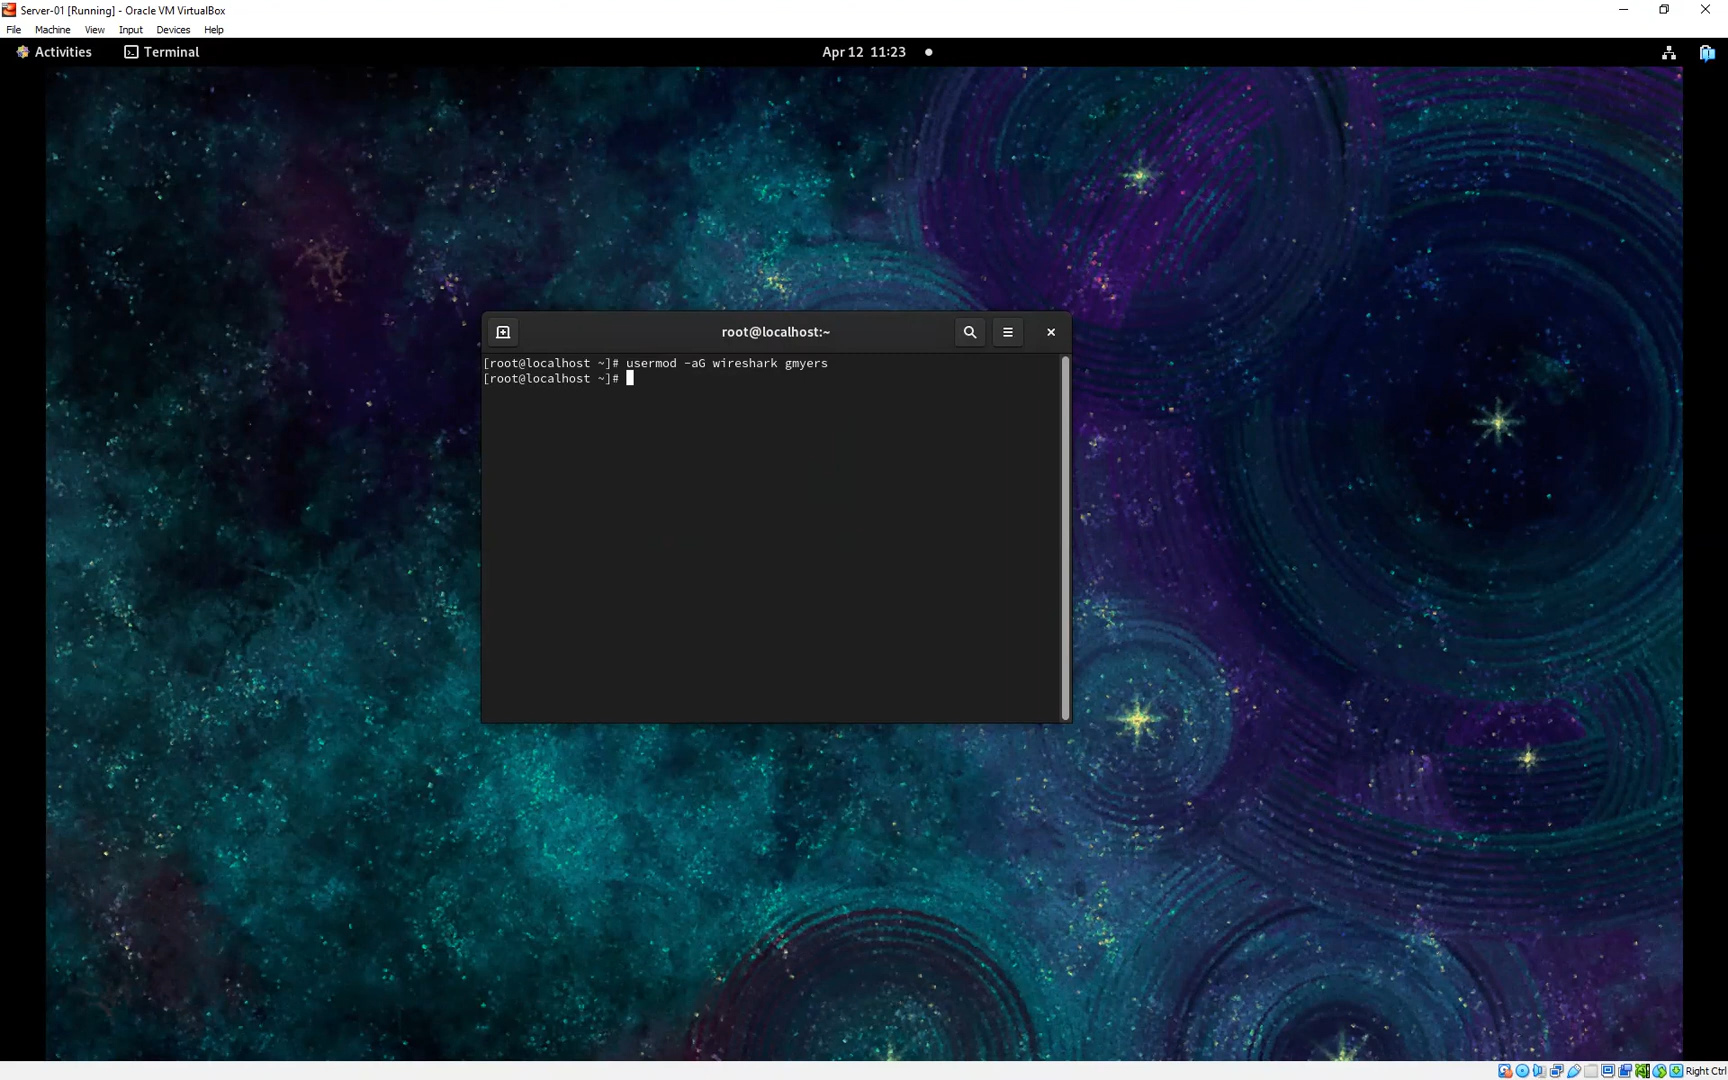 Server-01 [Running] - Oracle VM VirtualBox
File Machine View Input Devices Help
Activities Terminal Apr 12 11:23
root@localhost:~
[root@localhost ~]# usermod -aG wireshark gmyers
[root@localhost ~]#
Right Ctrl